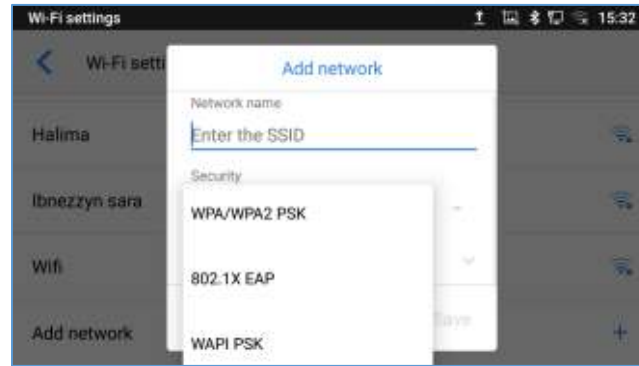 Wi-Fi settings 15:32
Wi-Fi setti
Add network
Network name
Halima
Enter the SSID
Security
Ibnezzyn sara
WPA/WPA2 PSK
Wifi
802.1X EAP
Save
Add network
WAPI PSK